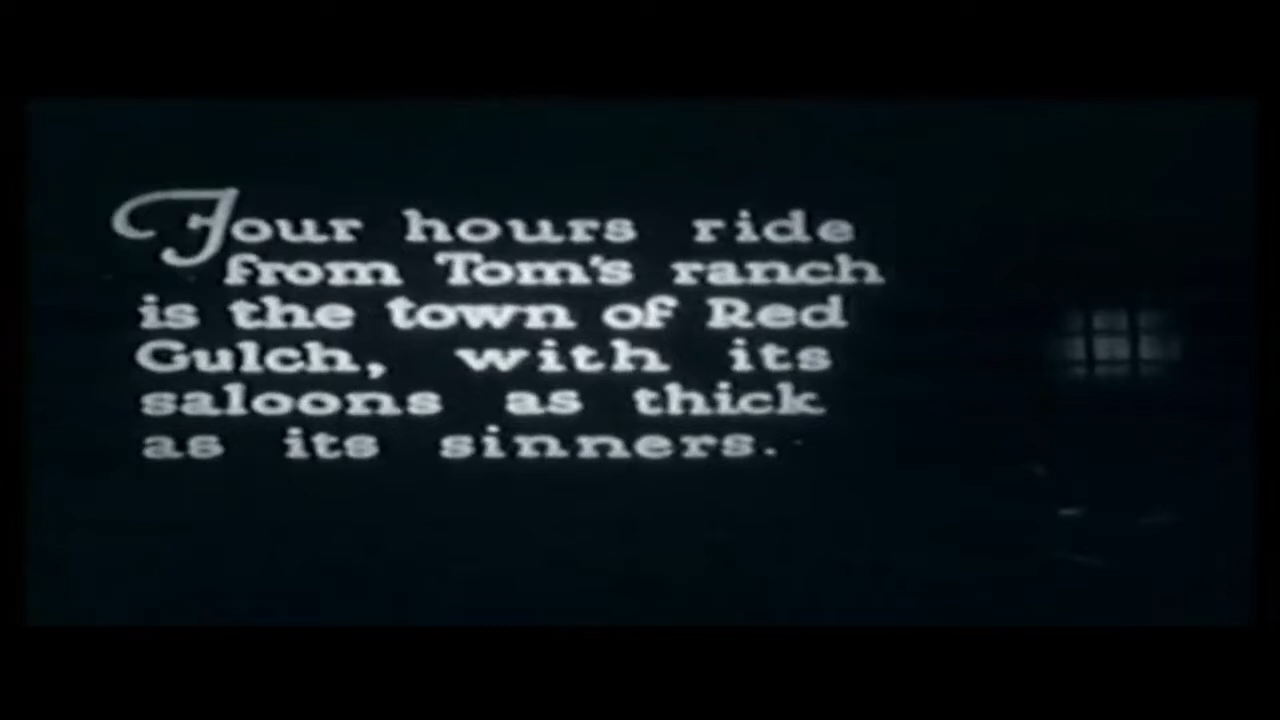 Four hours ride
from Tom's ranch
is the town of Red
Gulch, with its
saloons as thick
as its sinners.